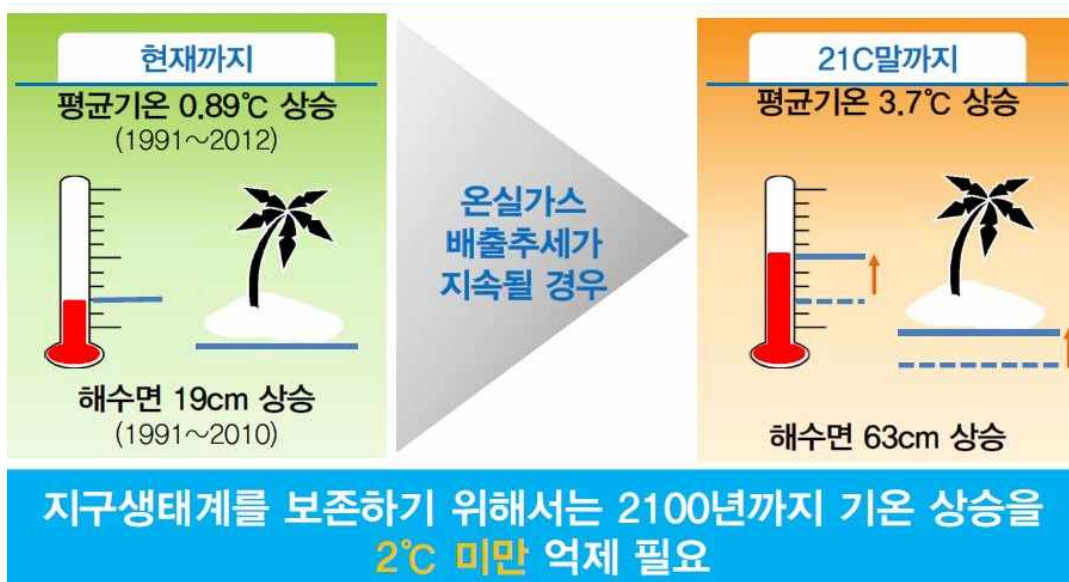 현재까지
평균기온 0.89℃ 상승
(1991~2012)
해수면 19cm 상승
(1991~2010)
온실가스
배출추세가
지속될 경우
21C말까지
평균기온 3.7℃ 상승
해수면 63cm 상승
지구생태계를 보존하기 위해서는 2100년까지 기온 상승을
2℃ 미만 억제 필요